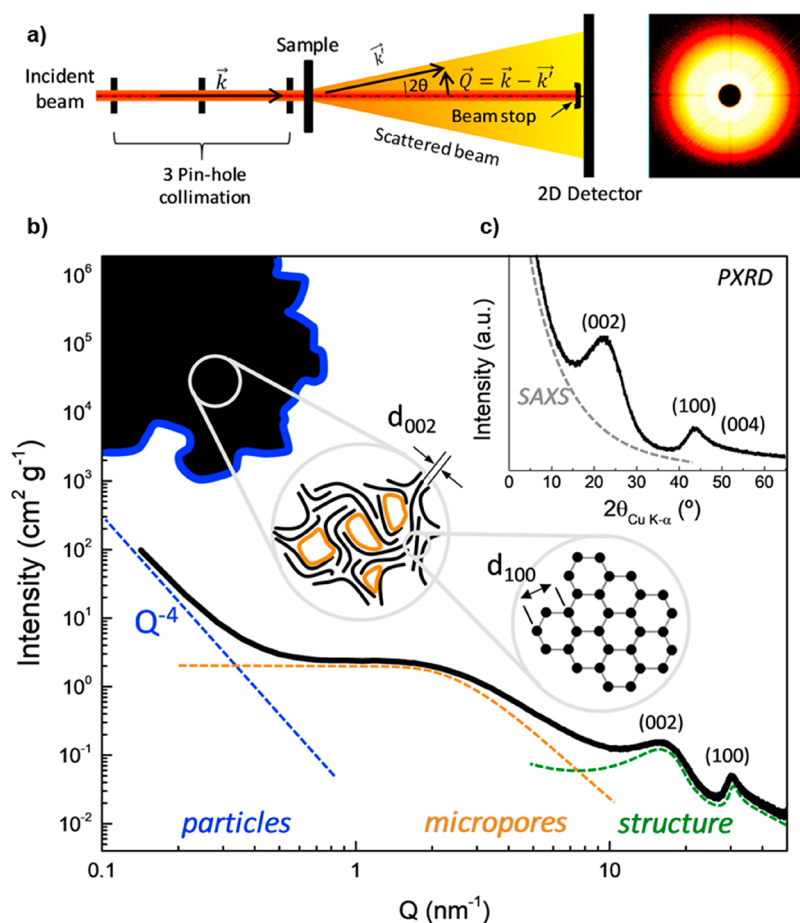 a)
Sample
Incident
beam
k⃗
k⃗'
2θ
Q⃗ = k⃗ − k⃗'
Beam stop
Scattered beam
3 Pin-hole
collimation
2D Detector
b)
c)
PXRD
Intensity (a.u.)
SAXS
(002)
(100)
(004)
0 10 20 30 40 50 60
2θ Cu K-α (º)
Intensity (cm² g⁻¹)
10⁶
10⁵
10⁴
10³
10²
10¹
10⁰
10⁻¹
10⁻²
d₀₀₂
d₁₀₀
Q⁻⁴
(002)
(100)
particles
micropores
structure
0.1 1 10
Q (nm⁻¹)